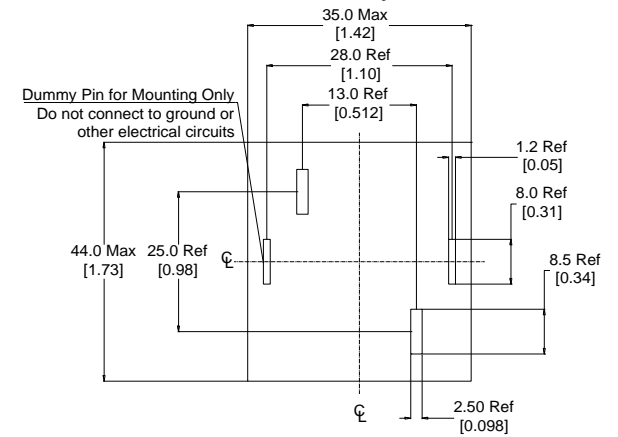 35.0 Max
[1.42]
28.0 Ref
[1.10]
Dummy Pin for Mounting Only
Do not connect to ground or
other electrical circuits
13.0 Ref
[0.512]
1.2 Ref
[0.05]
8.0 Ref
[0.31]
44.0 Max
[1.73]
25.0 Ref
[0.98]
℄
8.5 Ref
[0.34]
℄
2.50 Ref
[0.098]